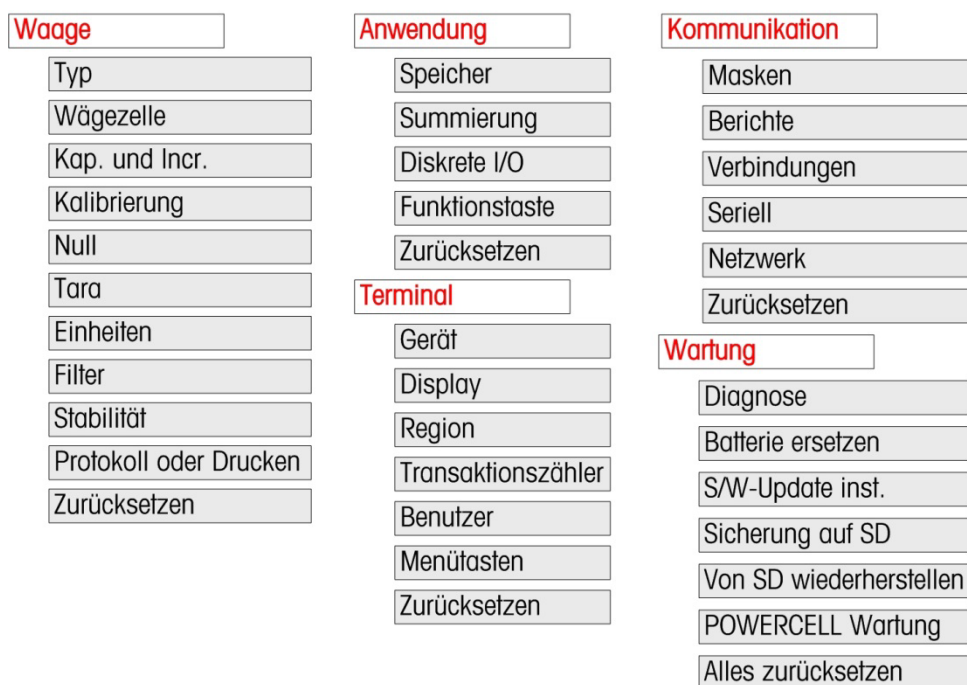 Waage
Typ
Wägezelle
Kap. und Incr.
Kalibrierung
Null
Tara
Einheiten
Filter
Stabilität
Protokoll oder Drucken
Zurücksetzen
Anwendung
Speicher
Summierung
Diskrete I/O
Funktionstaste
Zurücksetzen
Terminal
Gerät
Display
Region
Transaktionszähler
Benutzer
Menütasten
Zurücksetzen
Kommunikation
Masken
Berichte
Verbindungen
Seriell
Netzwerk
Zurücksetzen
Wartung
Diagnose
Batterie ersetzen
S/W-Update inst.
Sicherung auf SD
Von SD wiederherstellen
POWERCELL Wartung
Alles zurücksetzen